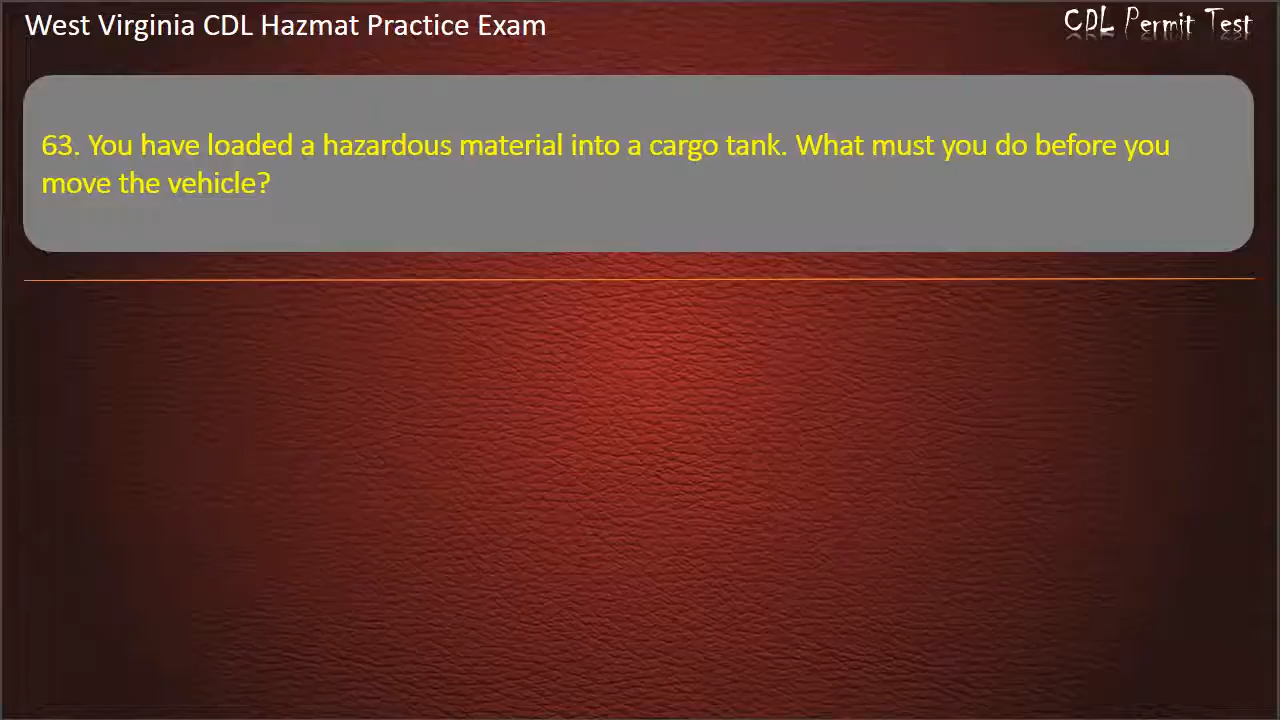 West Virginia CDL Hazmat Practice Exam
CDL Permit Test
63. You have loaded a hazardous material into a cargo tank. What must you do before you
move the vehicle?